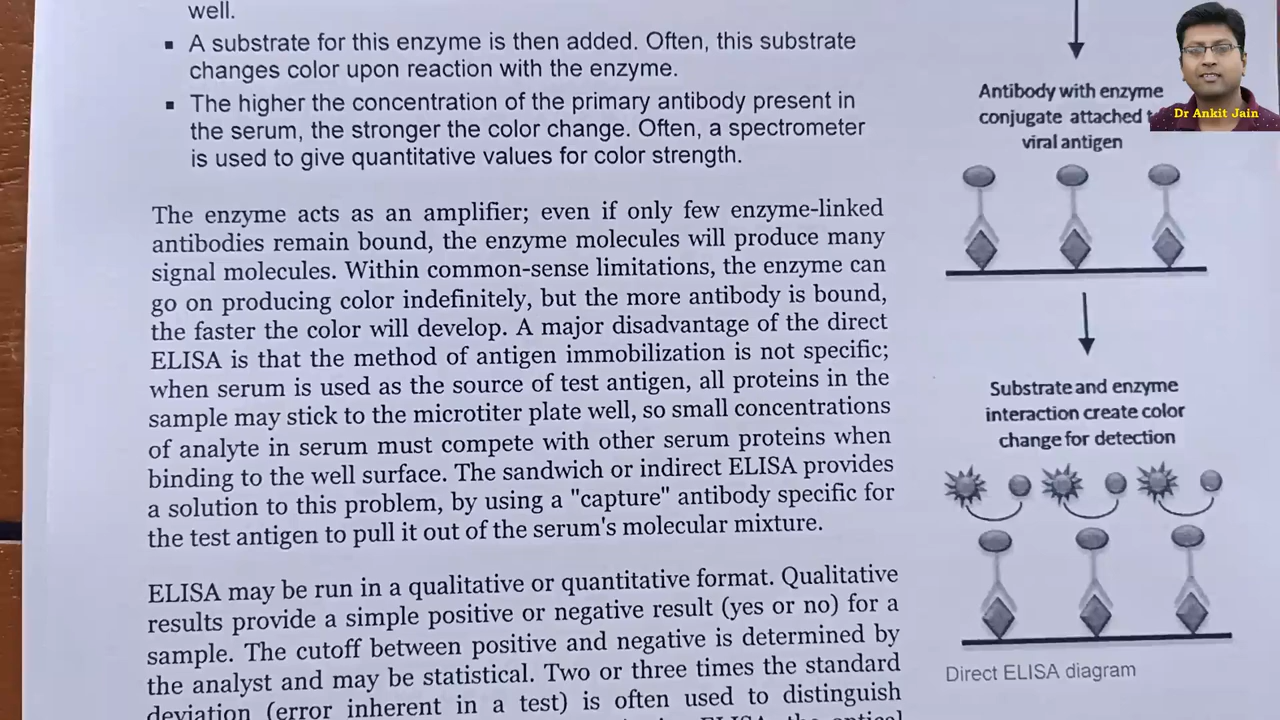 well.
▪ A substrate for this enzyme is then added. Often, this substrate
changes color upon reaction with the enzyme.
▪ The higher the concentration of the primary antibody present in
the serum, the stronger the color change. Often, a spectrometer
is used to give quantitative values for color strength.
The enzyme acts as an amplifier; even if only few enzyme-linked
antibodies remain bound, the enzyme molecules will produce many
signal molecules. Within common-sense limitations, the enzyme can
go on producing color indefinitely, but the more antibody is bound,
the faster the color will develop. A major disadvantage of the direct
ELISA is that the method of antigen immobilization is not specific;
when serum is used as the source of test antigen, all proteins in the
sample may stick to the microtiter plate well, so small concentrations
of analyte in serum must compete with other serum proteins when
binding to the well surface. The sandwich or indirect ELISA provides
a solution to this problem, by using a "capture" antibody specific for
the test antigen to pull it out of the serum's molecular mixture.
ELISA may be run in a qualitative or quantitative format. Qualitative
results provide a simple positive or negative result (yes or no) for a
sample. The cutoff between positive and negative is determined by
the analyst and may be statistical. Two or three times the standard
deviation (error inherent in a test) is often used to distinguish
ELISA, the optical
Antibody with enzyme
conjugate attached
viral antigen
Substrate and enzyme
interaction create color
change for detection
Direct ELISA diagram
Dr Ankit Jain